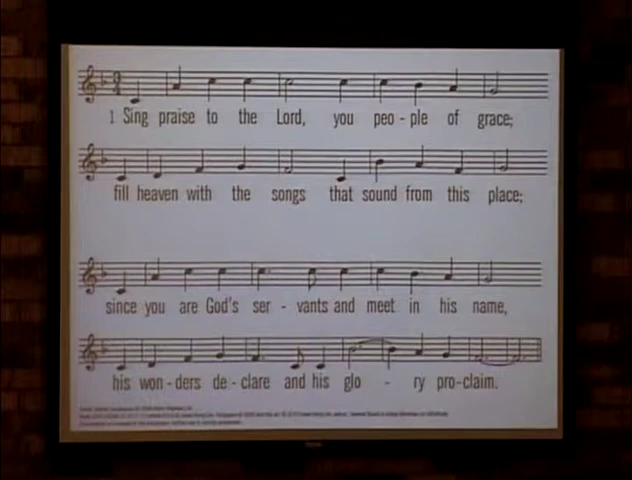 1 Sing praise to the Lord, you peo - ple of grace;
fill heaven with the songs that sound from this place;
since you are God's ser - vants and meet in his name,
his won - ders de - clare and his glo - ry pro - claim.